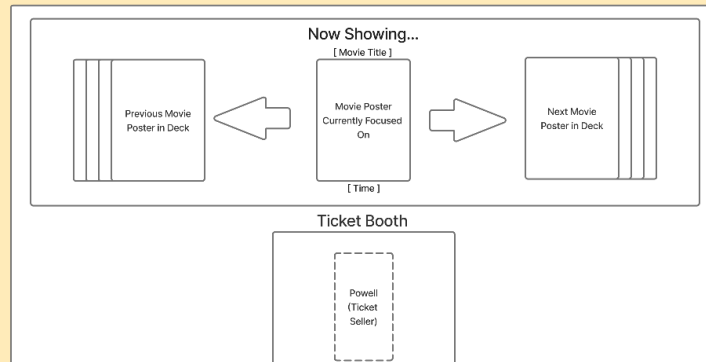 Now Showing...
[ Movie Title ]
Previous Movie
Poster in Deck
Movie Poster
Currently Focused
On
Next Movie
Poster in Deck
[ Time ]
Ticket Booth
Powell
(Ticket
Seller)